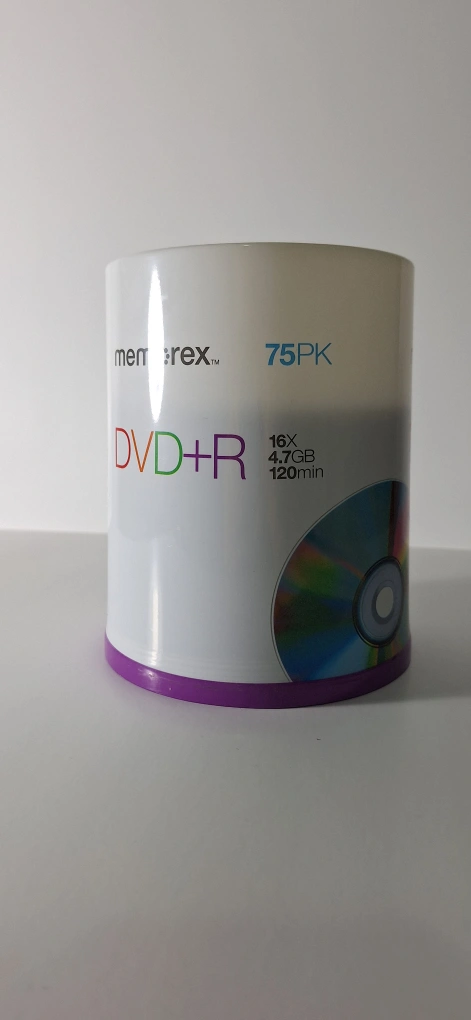 memorex™ 75PK
DVD+R
16X
4.7GB
120min